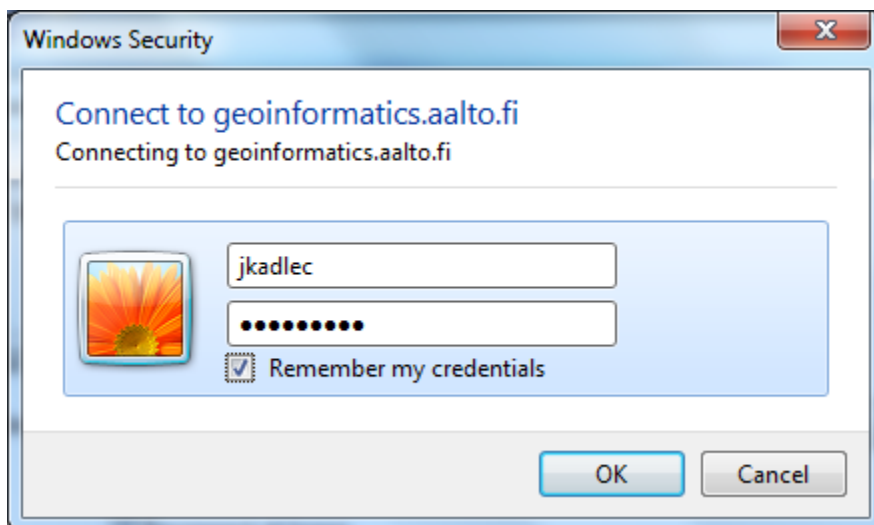 Windows Security
Connect to geoinformatics.aalto.fi
Connecting to geoinformatics.aalto.fi
jkadlec
●●●●●●●●●
Remember my credentials
OK Cancel